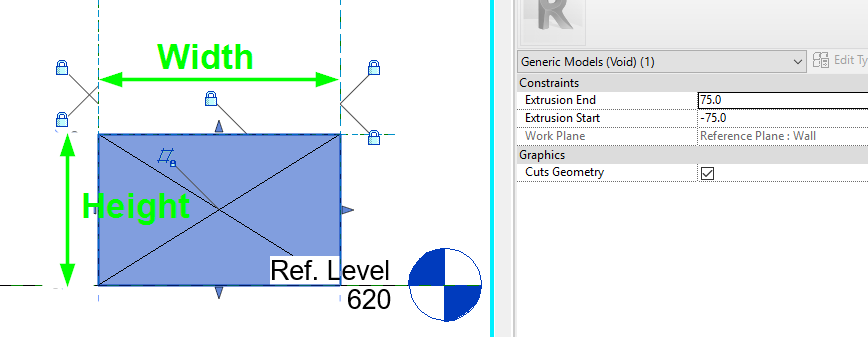 Width
Height
Ref. Level
620
R
Generic Models (Void) (1)
Edit Ty
Constraints
Extrusion End 75.0
Extrusion Start -75.0
Work Plane Reference Plane : Wall
Graphics
Cuts Geometry